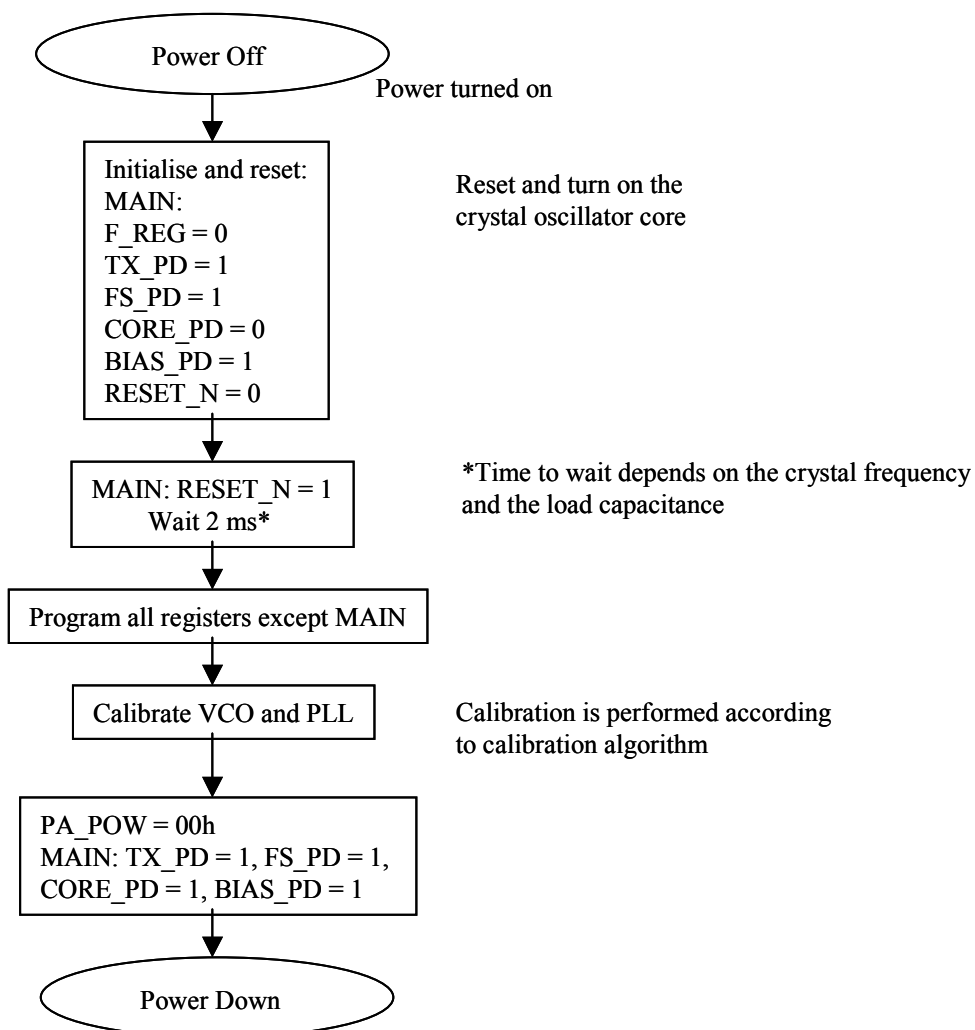 Power Off
Power turned on
Initialise and reset:
MAIN:
F_REG = 0
TX_PD = 1
FS_PD = 1
CORE_PD = 0
BIAS_PD = 1
RESET_N = 0
Reset and turn on the
crystal oscillator core
MAIN: RESET_N = 1
Wait 2 ms*
*Time to wait depends on the crystal frequency
and the load capacitance
Program all registers except MAIN
Calibrate VCO and PLL
Calibration is performed according
to calibration algorithm
PA_POW = 00h
MAIN: TX_PD = 1, FS_PD = 1,
CORE_PD = 1, BIAS_PD = 1
Power Down